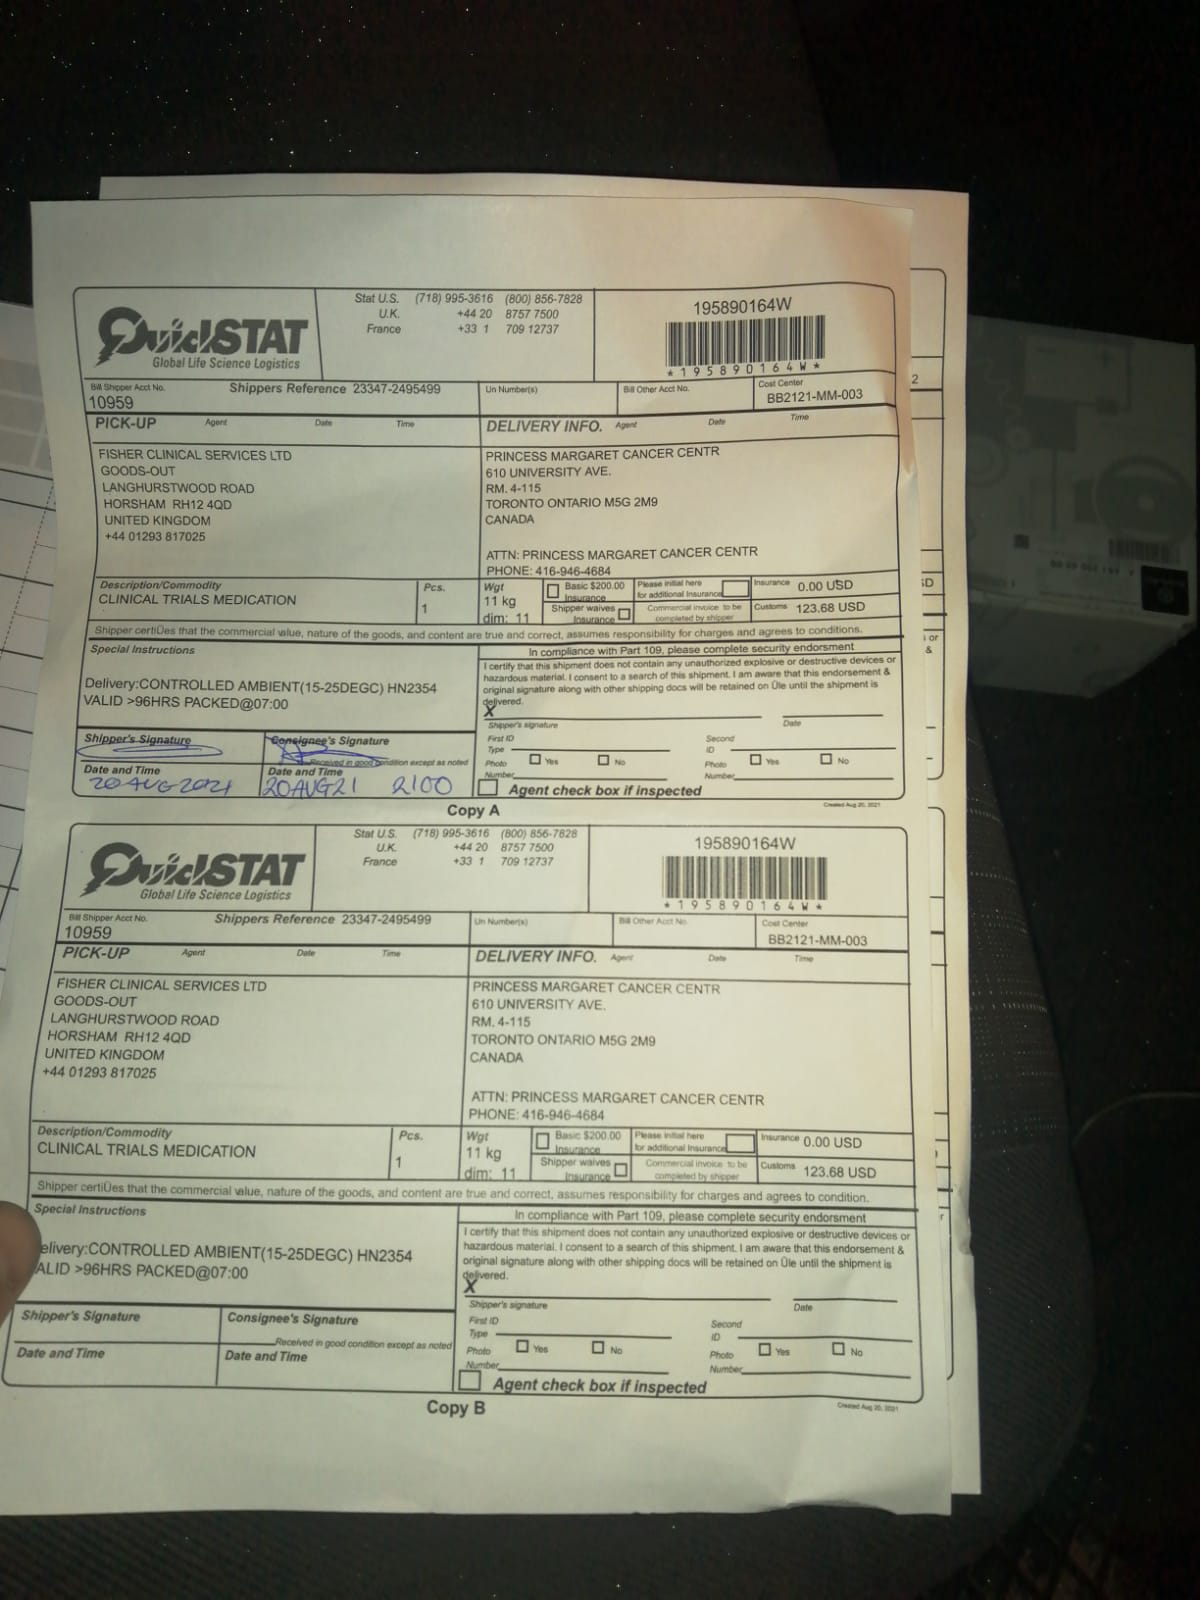 QuickSTAT
Global Life Science Logistics
Stat U.S. (718) 995-3616 (800) 856-7828
U.K. +44 20 8757 7500
France +33 1 709 12737
195890164W
*195890164W*
Bill Shipper Acct No.
10959
Shippers Reference 23347-2495499
Un Number(s)
Bill Other Acct No.
Cost Center
BB2121-MM-003
PICK-UP Agent Date Time
DELIVERY INFO. Agent Date Time
FISHER CLINICAL SERVICES LTD
GOODS-OUT
LANGHURSTWOOD ROAD
HORSHAM RH12 4QD
UNITED KINGDOM
+44 01293 817025
PRINCESS MARGARET CANCER CENTR
610 UNIVERSITY AVE.
RM. 4-115
TORONTO ONTARIO M5G 2M9
CANADA
ATTN: PRINCESS MARGARET CANCER CENTR
PHONE: 416-946-4684
Description/Commodity
CLINICAL TRIALS MEDICATION
Pcs.
1
Wgt
11 kg
dim: 11
Basic $200.00
Insurance
Shipper waives
Insurance
Please initial here
for additional Insurance
Commercial invoice to be
completed by shipper
Insurance 0.00 USD
Customs 123.68 USD
Shipper certiÛes that the commercial value, nature of the goods, and content are true and correct, assumes responsibility for charges and agrees to conditions.
Special Instructions
Delivery:CONTROLLED AMBIENT(15-25DEGC) HN2354
VALID >96HRS PACKED@07:00
In compliance with Part 109, please complete security endorsment
I certify that this shipment does not contain any unauthorized explosive or destructive devices or
hazardous material. I consent to a search of this shipment. I am aware that this endorsement &
original signature along with other shipping docs will be retained on Ûle until the shipment is
delivered.
X
Shipper's signature Date
First ID
Type
Photo Yes No
Number
Second
ID
Photo Yes No
Number
Agent check box if inspected
Shipper's Signature
Date and Time
20 AUG 2021
Consignee's Signature
Received in good condition except as noted
Date and Time
20AUG21 2100
Copy A
Created Aug 20, 2021
QuickSTAT
Global Life Science Logistics
Stat U.S. (718) 995-3616 (800) 856-7828
U.K. +44 20 8757 7500
France +33 1 709 12737
195890164W
*195890164W*
Bill Shipper Acct No.
10959
Shippers Reference 23347-2495499
Un Number(s)
Bill Other Acct No.
Cost Center
BB2121-MM-003
PICK-UP Agent Date Time
DELIVERY INFO. Agent Date Time
FISHER CLINICAL SERVICES LTD
GOODS-OUT
LANGHURSTWOOD ROAD
HORSHAM RH12 4QD
UNITED KINGDOM
+44 01293 817025
PRINCESS MARGARET CANCER CENTR
610 UNIVERSITY AVE.
RM. 4-115
TORONTO ONTARIO M5G 2M9
CANADA
ATTN: PRINCESS MARGARET CANCER CENTR
PHONE: 416-946-4684
Description/Commodity
CLINICAL TRIALS MEDICATION
Pcs.
1
Wgt
11 kg
dim: 11
Basic $200.00
Insurance
Shipper waives
Insurance
Please initial here
for additional Insurance
Commercial invoice to be
completed by shipper
Insurance 0.00 USD
Customs 123.68 USD
Shipper certiÛes that the commercial value, nature of the goods, and content are true and correct, assumes responsibility for charges and agrees to condition.
Special Instructions
elivery:CONTROLLED AMBIENT(15-25DEGC) HN2354
ALID >96HRS PACKED@07:00
In compliance with Part 109, please complete security endorsment
I certify that this shipment does not contain any unauthorized explosive or destructive devices or
hazardous material. I consent to a search of this shipment. I am aware that this endorsement &
original signature along with other shipping docs will be retained on Ûle until the shipment is
delivered.
X
Shipper's signature Date
First ID
Type
Photo Yes No
Number
Second
ID
Photo Yes No
Number
Agent check box if inspected
Shipper's Signature
Date and Time
Consignee's Signature
Received in good condition except as noted
Date and Time
Copy B
Created Aug 20, 2021